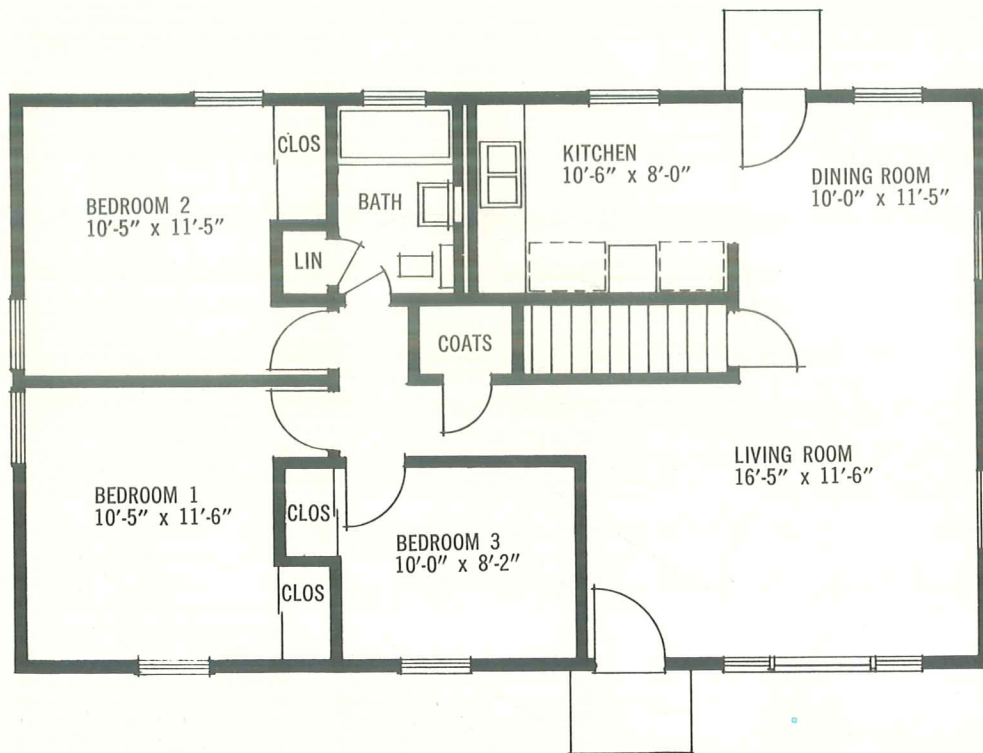 CLOS
KITCHEN
10'-6" x 8'-0"
DINING ROOM
10'-0" x 11'-5"
BEDROOM 2
10'-5" x 11'-5"
BATH
LIN
COATS
LIVING ROOM
16'-5" x 11'-6"
BEDROOM 1
10'-5" x 11'-6"
CLOS
BEDROOM 3
10'-0" x 8'-2"
CLOS